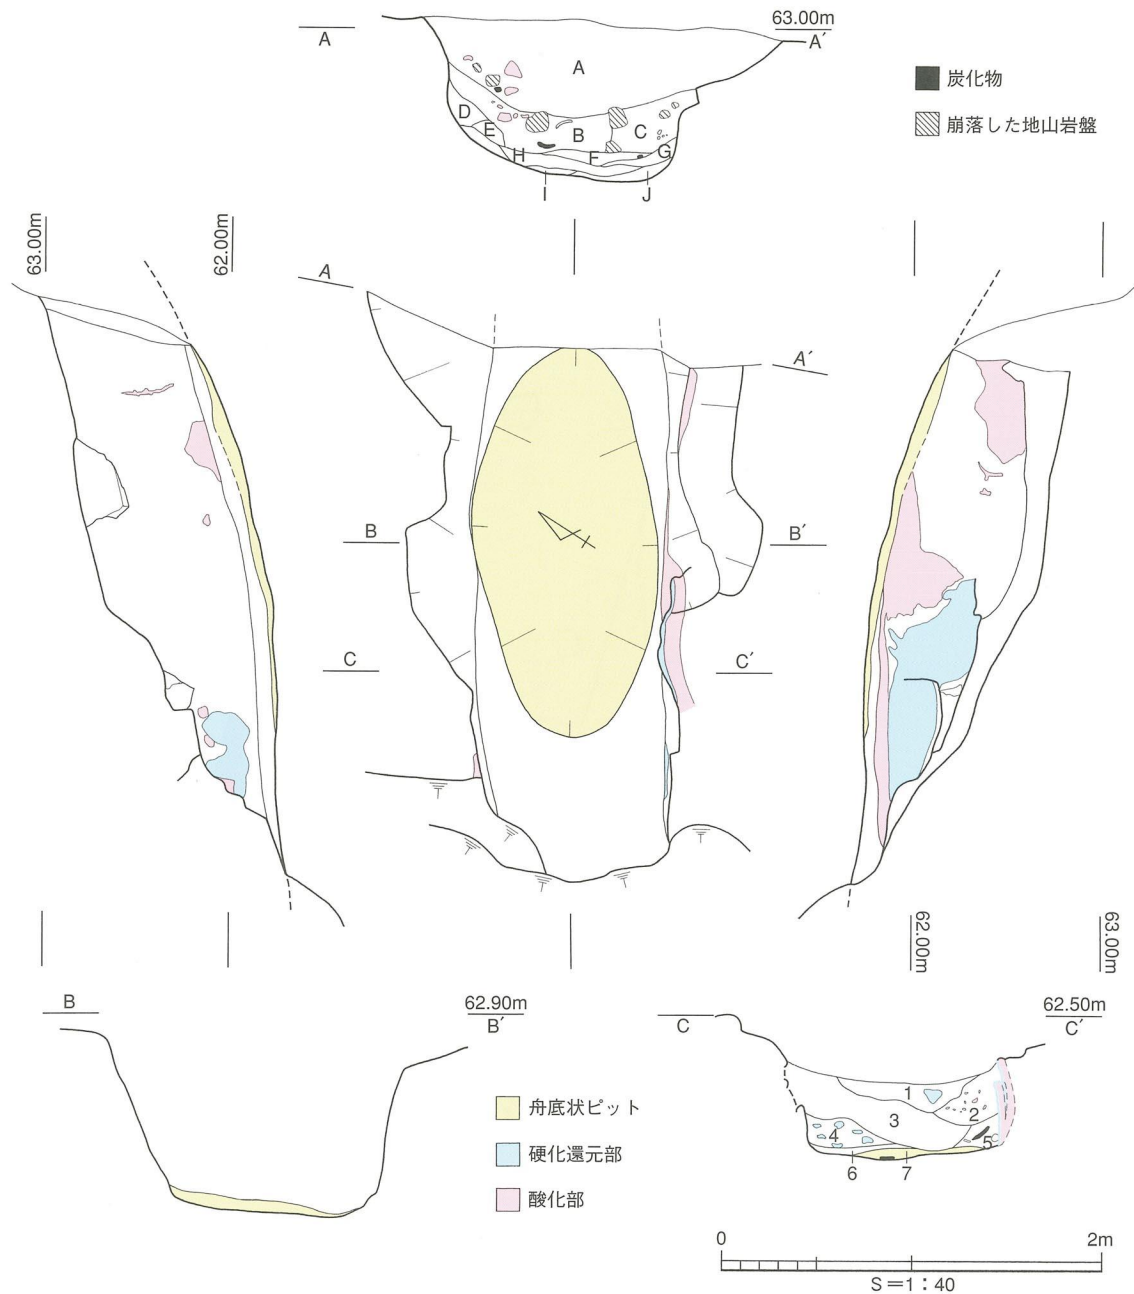 63.00m
A
A′
A
炭化物
崩落した地山岩盤
D
E
B
C
H
F
G
I
J
63.00m
62.00m
A
A′
B
B′
C
C′
62.00m
63.00m
B
62.90m
B′
C
62.50m
C′
舟底状ピット
硬化還元部
酸化部
1
2
3
4
5
6
7
0
2m
S=1：40